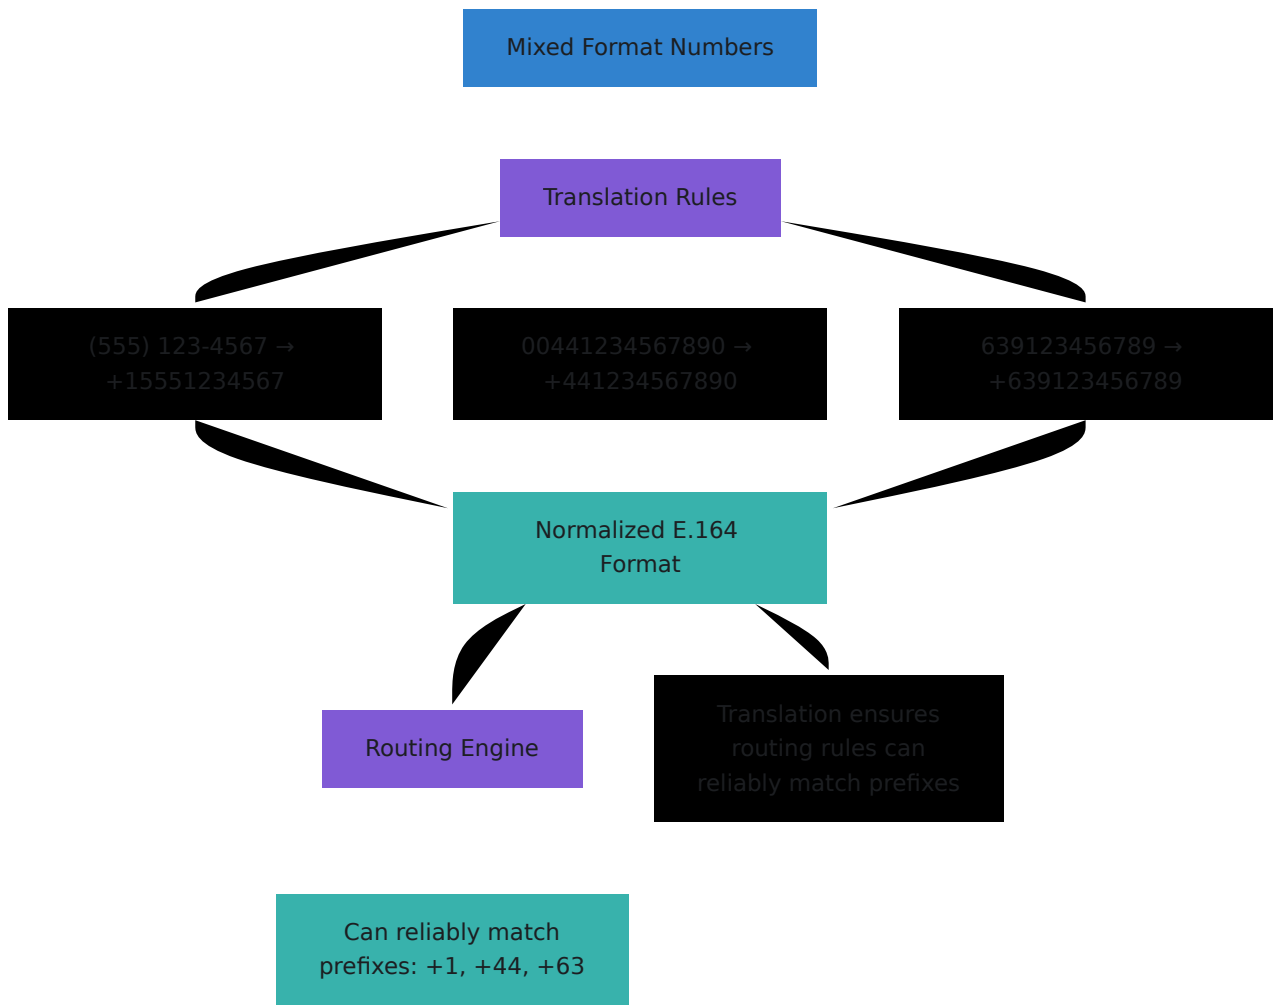 Mixed Format Numbers
Translation Rules
(555) 123-4567 →
+15551234567
00441234567890 →
+441234567890
639123456789 →
+639123456789
Normalized E.164
Format
Routing Engine
Translation ensures
routing rules can
reliably match prefixes
Can reliably match
prefixes: +1, +44, +63